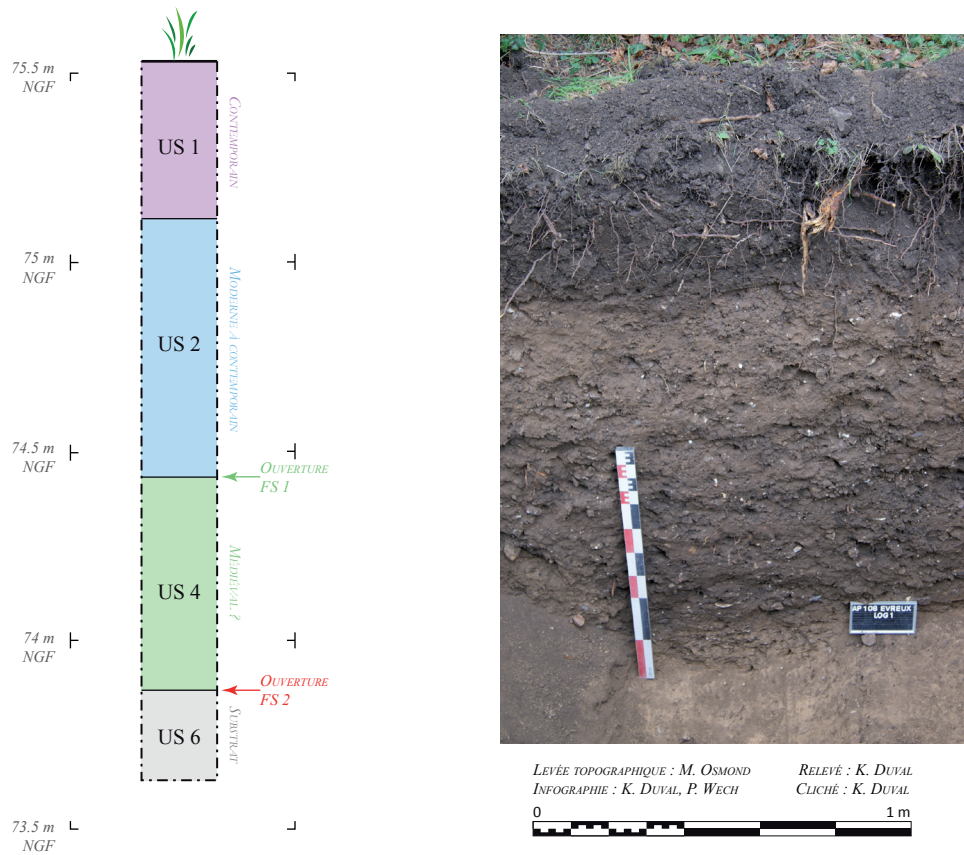 75.5 m
NGF
75 m
NGF
74.5 m
NGF
74 m
NGF
73.5 m
NGF
US 1
Contemporain
US 2
Moderne à contemporain
Ouverture
FS 1
US 4
Médiéval ?
Ouverture
FS 2
US 6
Substrat
AP 108 EVREUX
LOG 1
Levée topographique : M. Osmond
Relevé : K. Duval
Infographie : K. Duval, P. Wech
Cliché : K. Duval
0
1 m